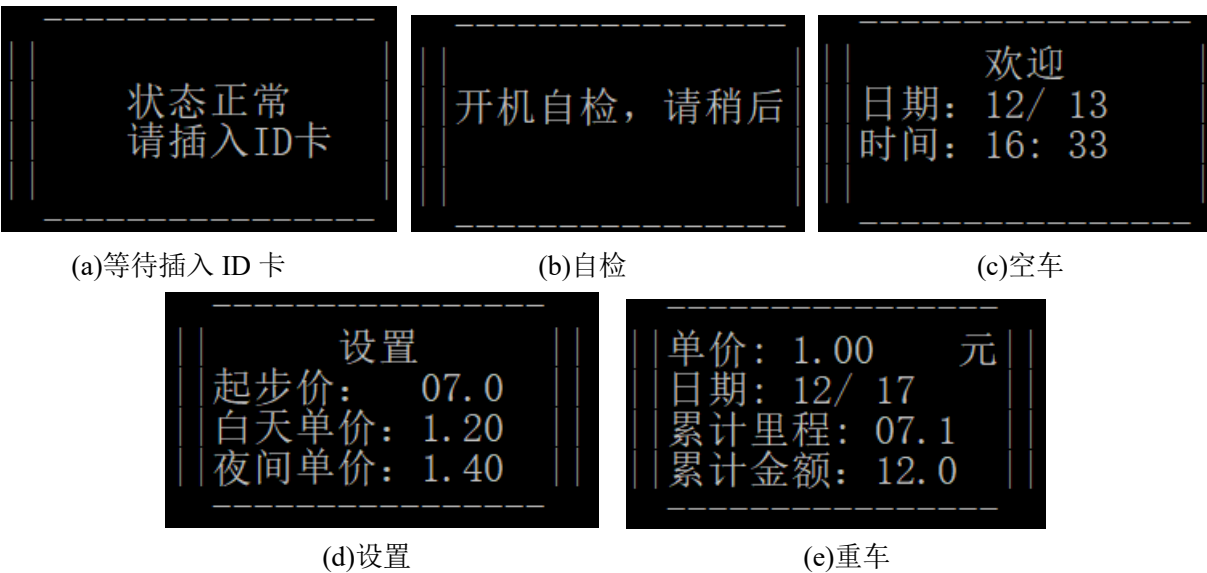 状态正常
请插入ID卡
开机自检，请稍后
欢迎
日期：12/ 13
时间：16: 33
(a)等待插入 ID 卡
(b)自检
(c)空车
设置
起步价： 07.0
白天单价：1.20
夜间单价：1.40
单价: 1.00 元
日期: 12/ 17
累计里程: 07.1
累计金额：12.0
(d)设置
(e)重车